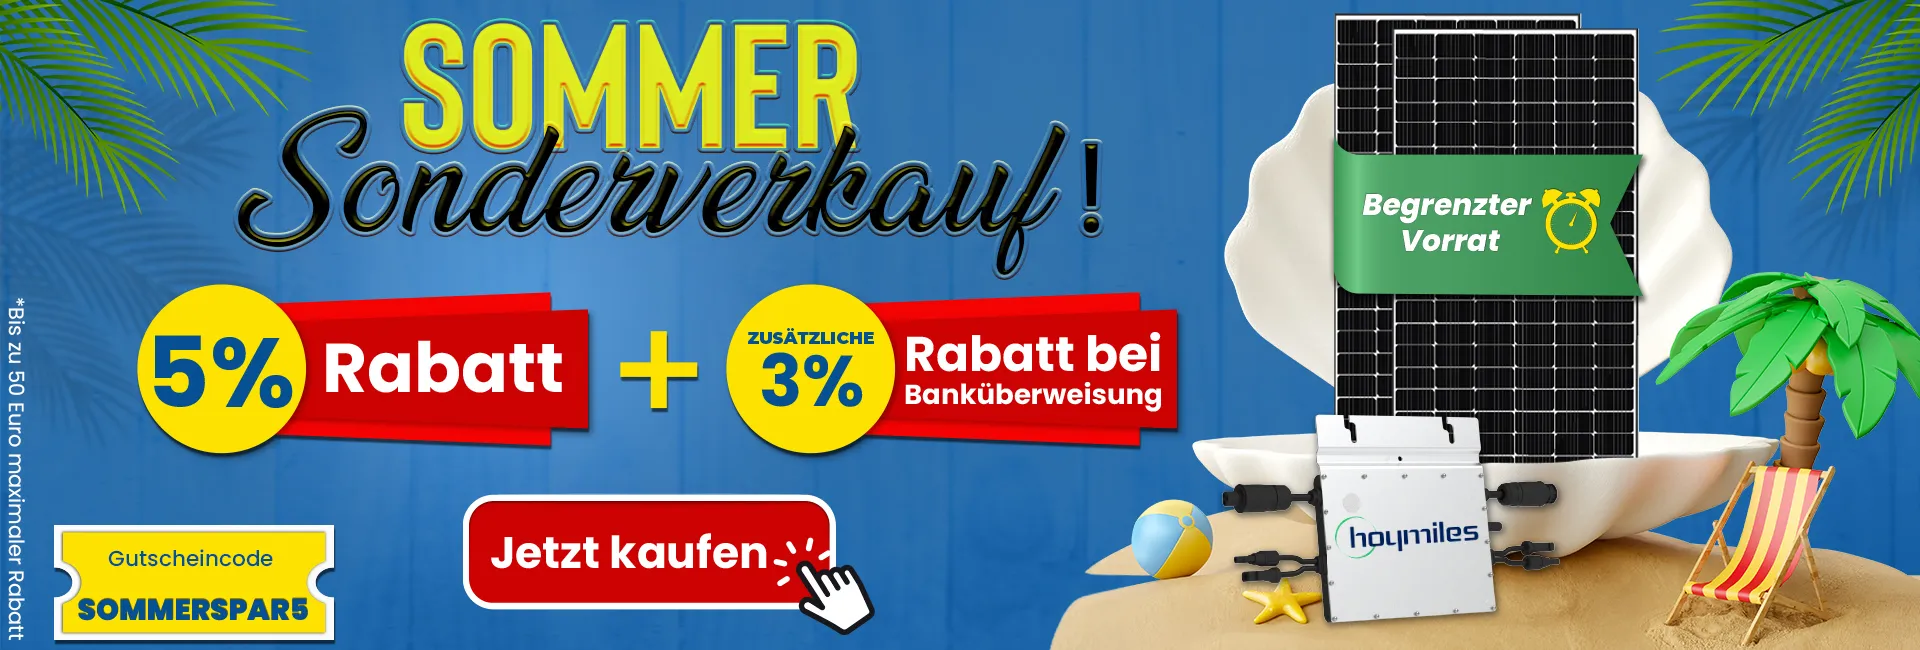 SOMMER
Sonderverkauf!
5% Rabatt
+
ZUSÄTZLICHE
3%
Rabatt bei
Banküberweisung
Jetzt kaufen
Gutscheincode
SOMMERSPAR5
*Bis zu 50 Euro maximaler Rabatt
Begrenzter
Vorrat
hoymiles